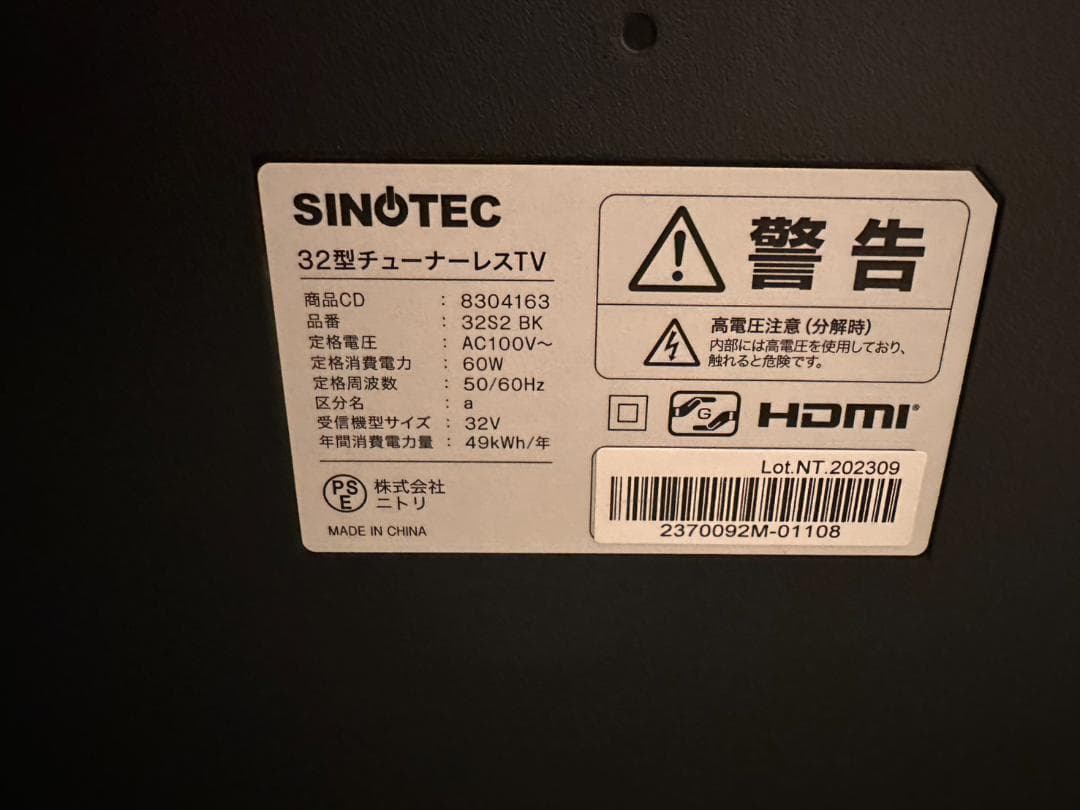 SINOTEC
32型チューナーレスTV
商品CD : 8304163
品番 : 32S2 BK
定格電圧 : AC100V～
定格消費電力 : 60W
定格周波数 : 50/60Hz
区分名 : a
受信機型サイズ : 32V
年間消費電力量 : 49kWh/年
PSE
株式会社
ニトリ
MADE IN CHINA
警告
高電圧注意（分解時）
内部には高電圧を使用しており、
触れると危険です。
G
HDMI®
Lot.NT.202309
2370092M-01108